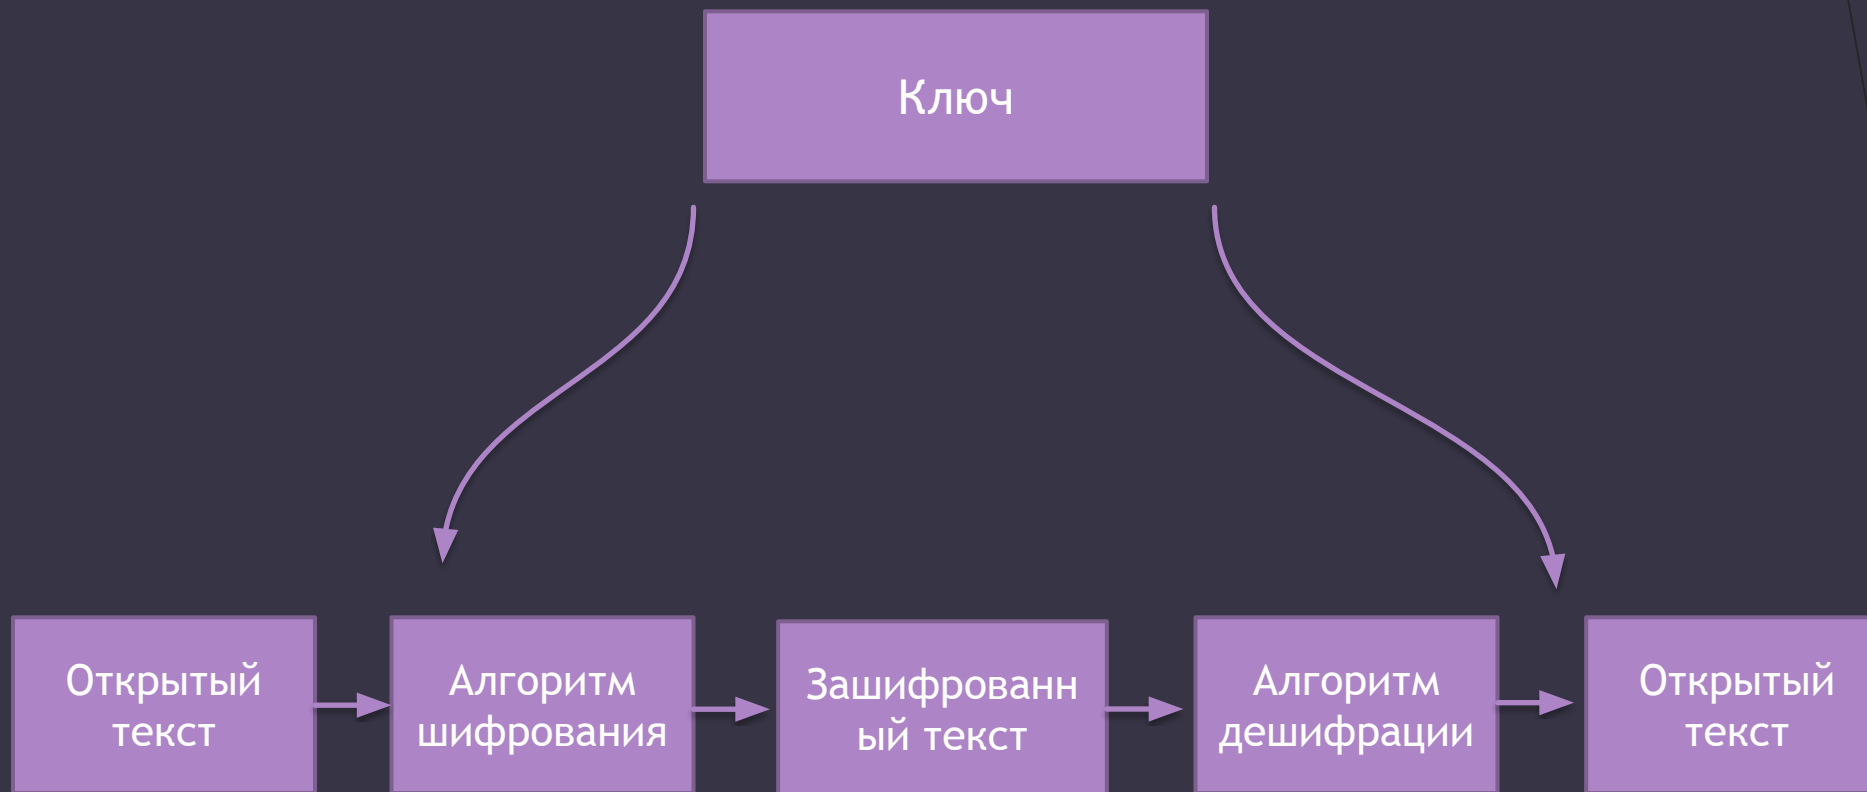 Ключ
Открытый
текст
Алгоритм
шифрования
Зашифрованн
ый текст
Алгоритм
дешифрации
Открытый
текст